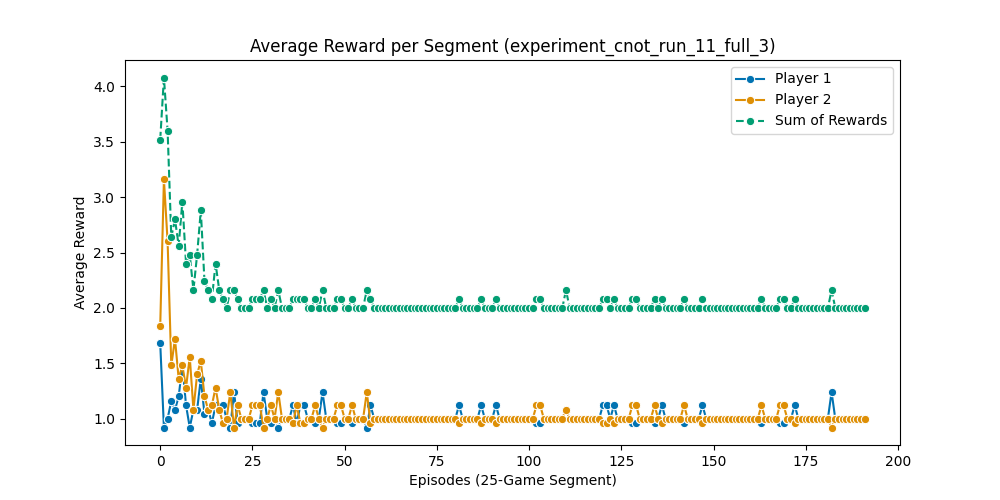 Average Reward per Segment (experiment_cnot_run_11_full_3)
Player 1
Player 2
Sum of Rewards
Average Reward
4.0
3.5
3.0
2.5
2.0
1.5
1.0
0 25 50 75 100 125 150 175 200
Episodes (25-Game Segment)